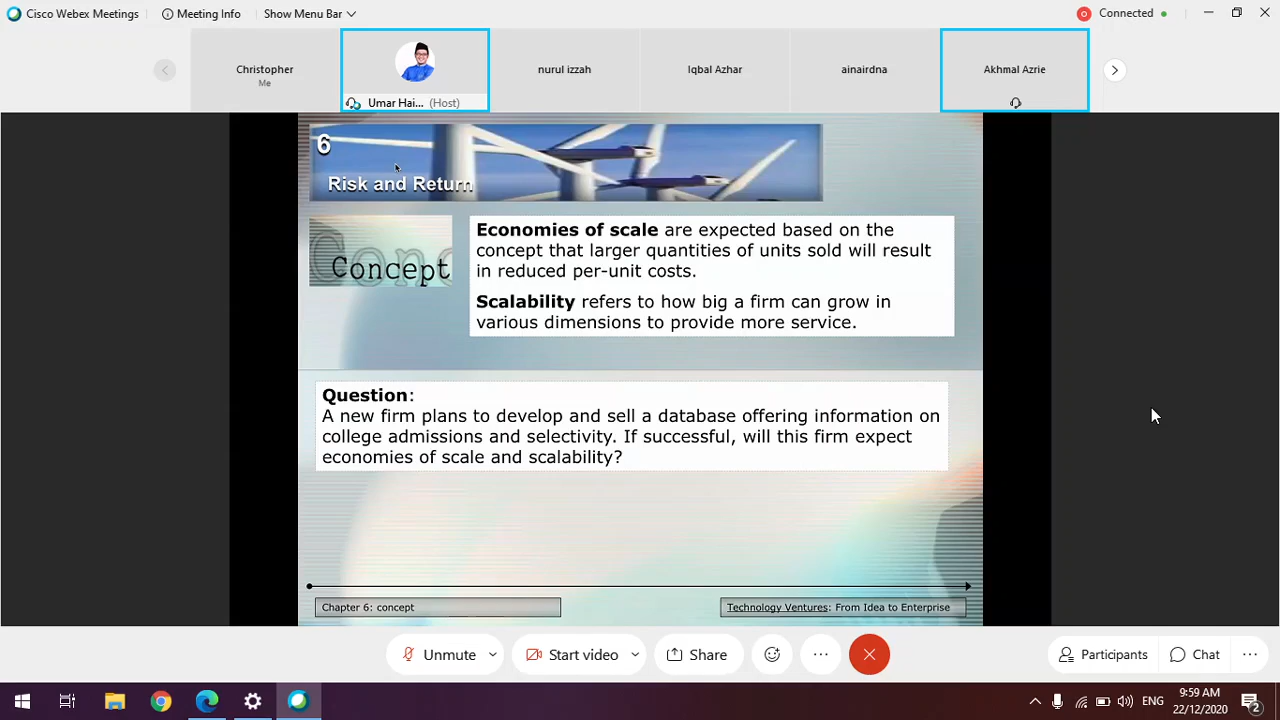 Cisco Webex Meetings
Meeting Info
Show Menu Bar
Connected
Christopher
Me
Umar Hai... (Host)
nurul izzah
Iqbal Azhar
ainairdna
Akhmal Azrie
6
Risk and Return
Concept
Economies of scale are expected based on the
concept that larger quantities of units sold will result
in reduced per-unit costs.
Scalability refers to how big a firm can grow in
various dimensions to provide more service.
Question:
A new firm plans to develop and sell a database offering information on
college admissions and selectivity. If successful, will this firm expect
economies of scale and scalability?
Chapter 6: concept
Technology Ventures: From Idea to Enterprise
Unmute
Start video
Share
Participants
Chat
ENG
9:59 AM
22/12/2020
2